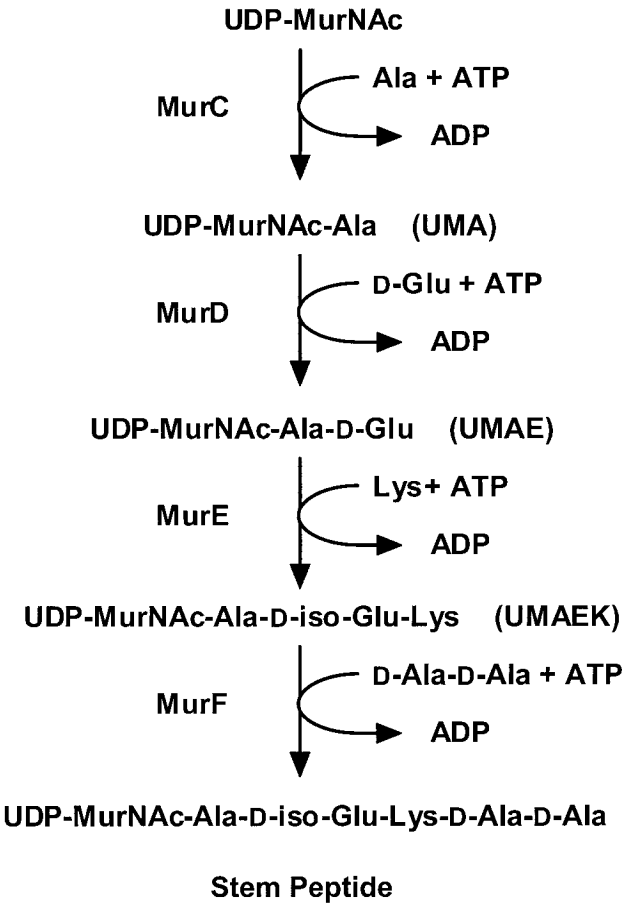 UDP-MurNAc
Ala + ATP
MurC
ADP
UDP-MurNAc-Ala (UMA)
D-Glu + ATP
MurD
ADP
UDP-MurNAc-Ala-D-Glu (UMAE)
Lys+ ATP
MurE
ADP
UDP-MurNAc-Ala-D-iso-Glu-Lys (UMAEK)
D-Ala-D-Ala + ATP
MurF
ADP
UDP-MurNAc-Ala-D-iso-Glu-Lys-D-Ala-D-Ala
Stem Peptide